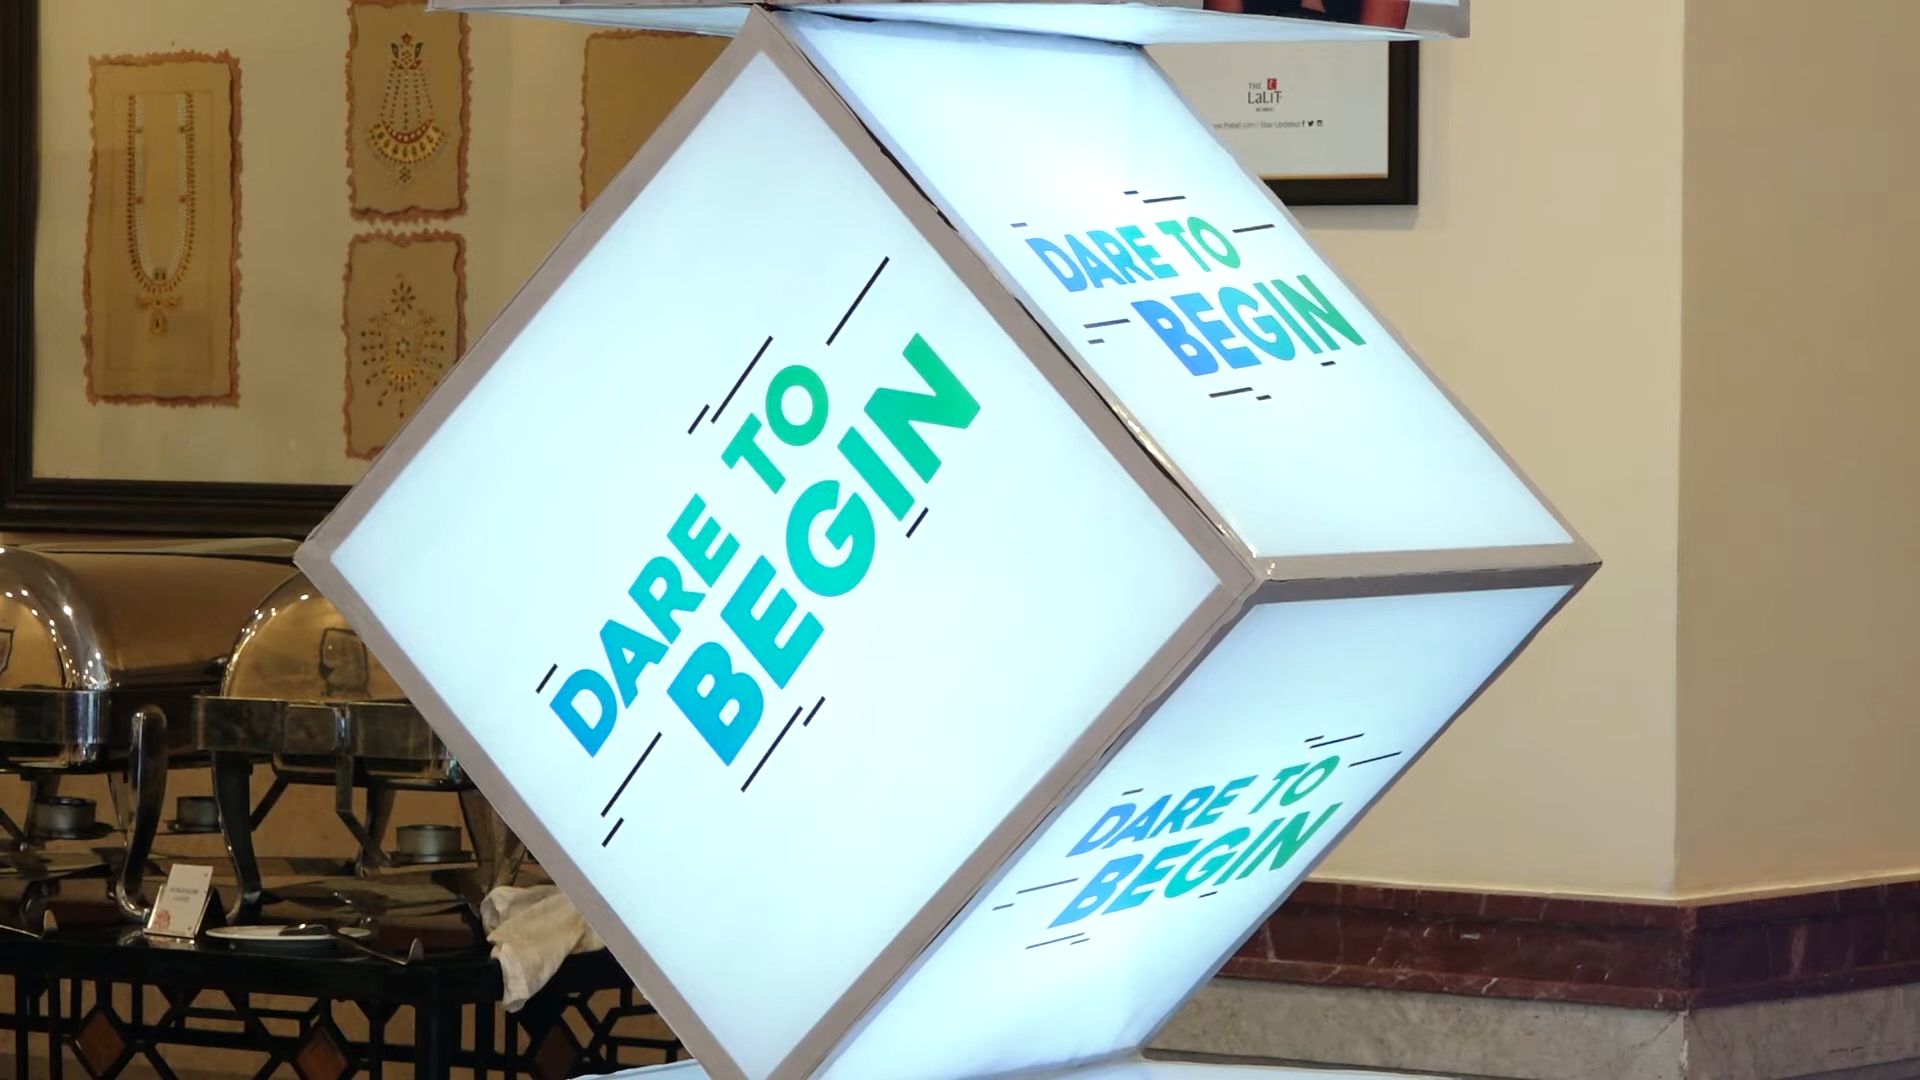 THE
LaLiT
DARE TO
BEGIN
DARE TO
BEGIN
DARE TO
BEGIN